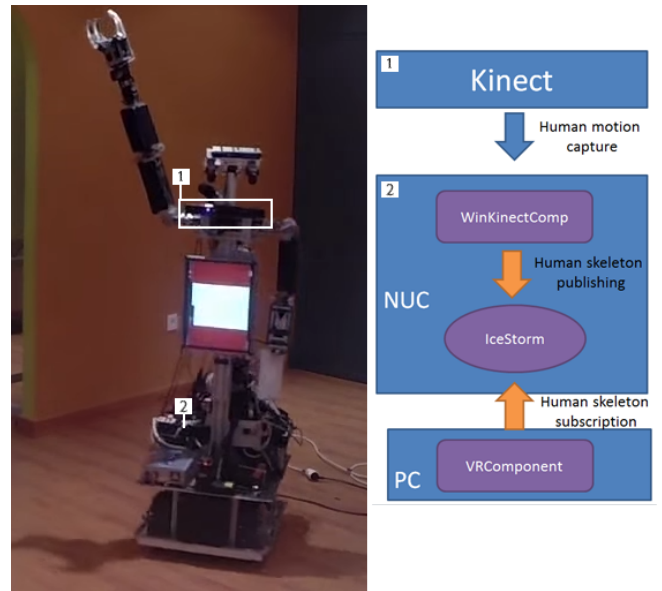 1
2
1
Kinect
Human motion
capture
2
WinKinectComp
Human skeleton
publishing
NUC
IceStorm
Human skeleton
subscription
VRComponent
PC